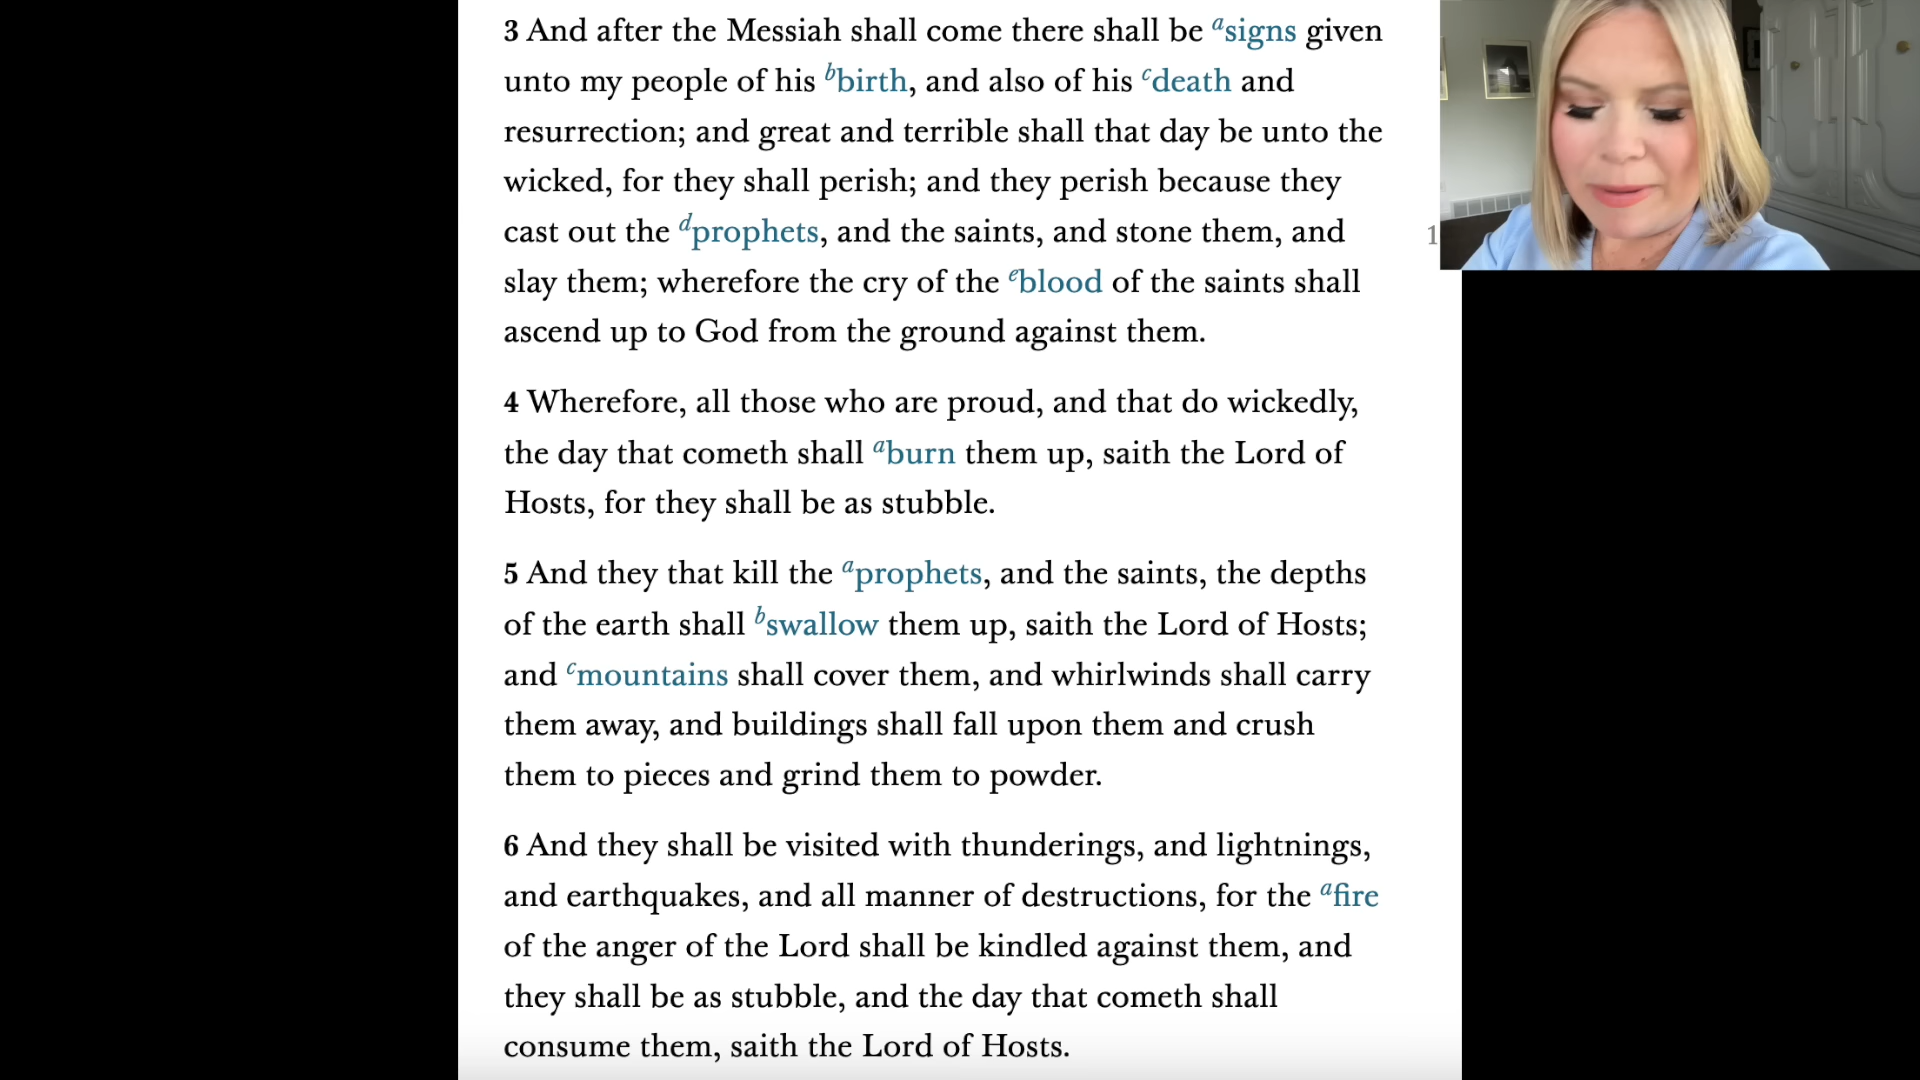 3 And after the Messiah shall come there shall be asigns given
unto my people of his bbirth, and also of his cdeath and
resurrection; and great and terrible shall that day be unto the
wicked, for they shall perish; and they perish because they
cast out the dprophets, and the saints, and stone them, and
slay them; wherefore the cry of the eblood of the saints shall
ascend up to God from the ground against them.
4 Wherefore, all those who are proud, and that do wickedly,
the day that cometh shall aburn them up, saith the Lord of
Hosts, for they shall be as stubble.
5 And they that kill the aprophets, and the saints, the depths
of the earth shall bswallow them up, saith the Lord of Hosts;
and cmountains shall cover them, and whirlwinds shall carry
them away, and buildings shall fall upon them and crush
them to pieces and grind them to powder.
6 And they shall be visited with thunderings, and lightnings,
and earthquakes, and all manner of destructions, for the afire
of the anger of the Lord shall be kindled against them, and
they shall be as stubble, and the day that cometh shall
consume them, saith the Lord of Hosts.
1